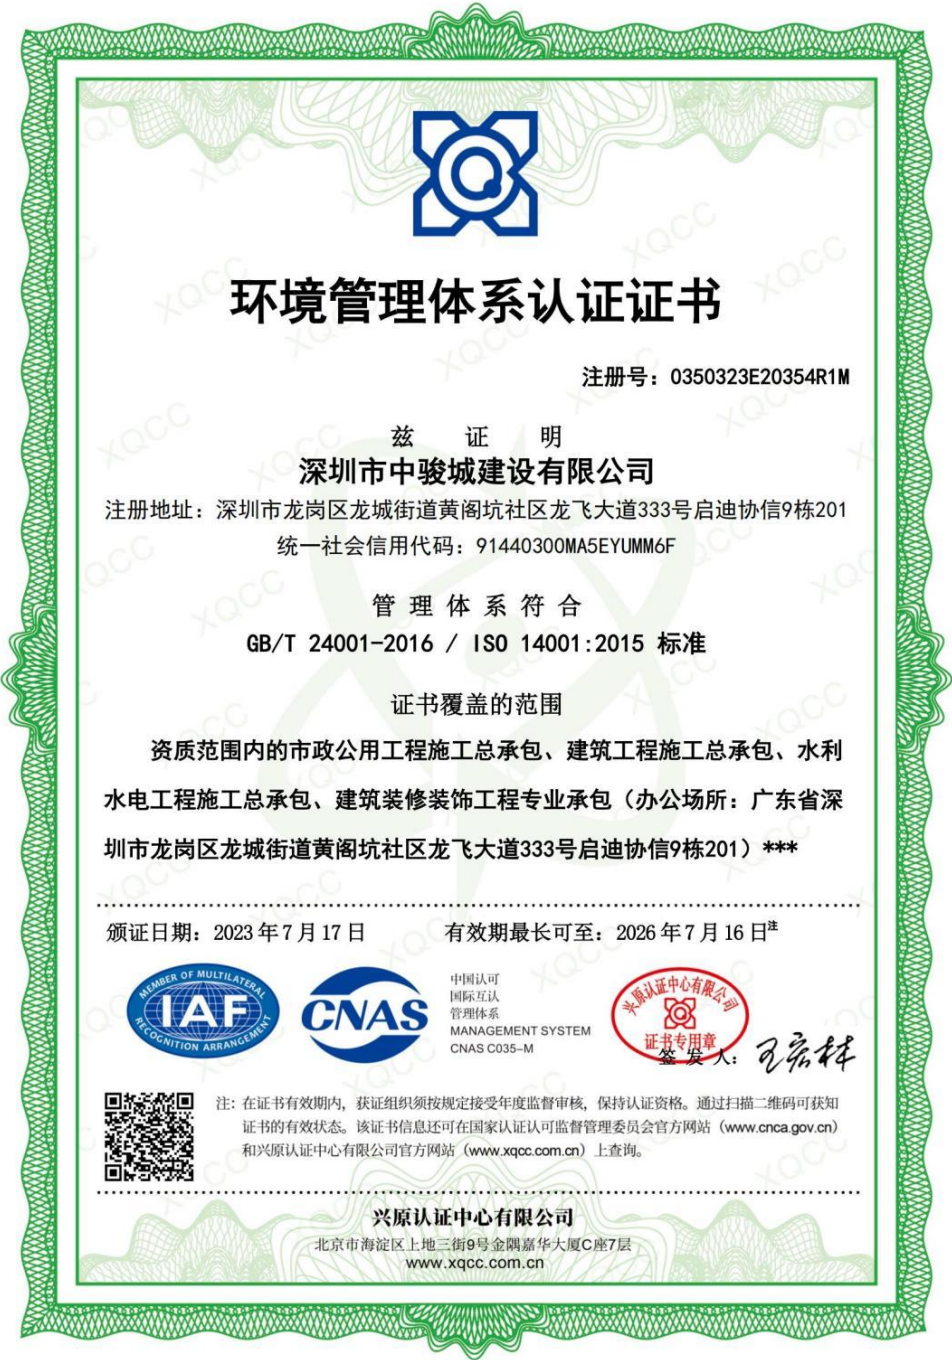 环境管理体系认证证书
注册号：0350323E20354R1M
兹 证 明
深圳市中骏城建设有限公司
注册地址：深圳市龙岗区龙城街道黄阁坑社区龙飞大道333号启迪协信9栋201
统一社会信用代码：91440300MA5EYUMM6F
管理体系符合
GB/T 24001-2016 / ISO 14001:2015 标准
证书覆盖的范围
资质范围内的市政公用工程施工总承包、建筑工程施工总承包、水利
水电工程施工总承包、建筑装修装饰工程专业承包（办公场所：广东省深
圳市龙岗区龙城街道黄阁坑社区龙飞大道333号启迪协信9栋201）***
颁证日期：2023年7月17日
有效期最长可至：2026年7月16日注
MEMBER OF MULTILATERAL
IAF
RECOGNITION ARRANGEMENT
CNAS
中国认可
国际互认
管理体系
MANAGEMENT SYSTEM
CNAS C035-M
兴原认证中心有限公司
证书专用章
签 发 人：
注：在证书有效期内，获证组织须按规定接受年度监督审核，保持认证资格。通过扫描二维码可获知
证书的有效状态。该证书信息还可在国家认证认可监督管理委员会官方网站（www.cnca.gov.cn）
和兴原认证中心有限公司官方网站（www.xqcc.com.cn）上查询。
兴原认证中心有限公司
北京市海淀区上地三街9号金隅嘉华大厦C座7层
www.xqcc.com.cn